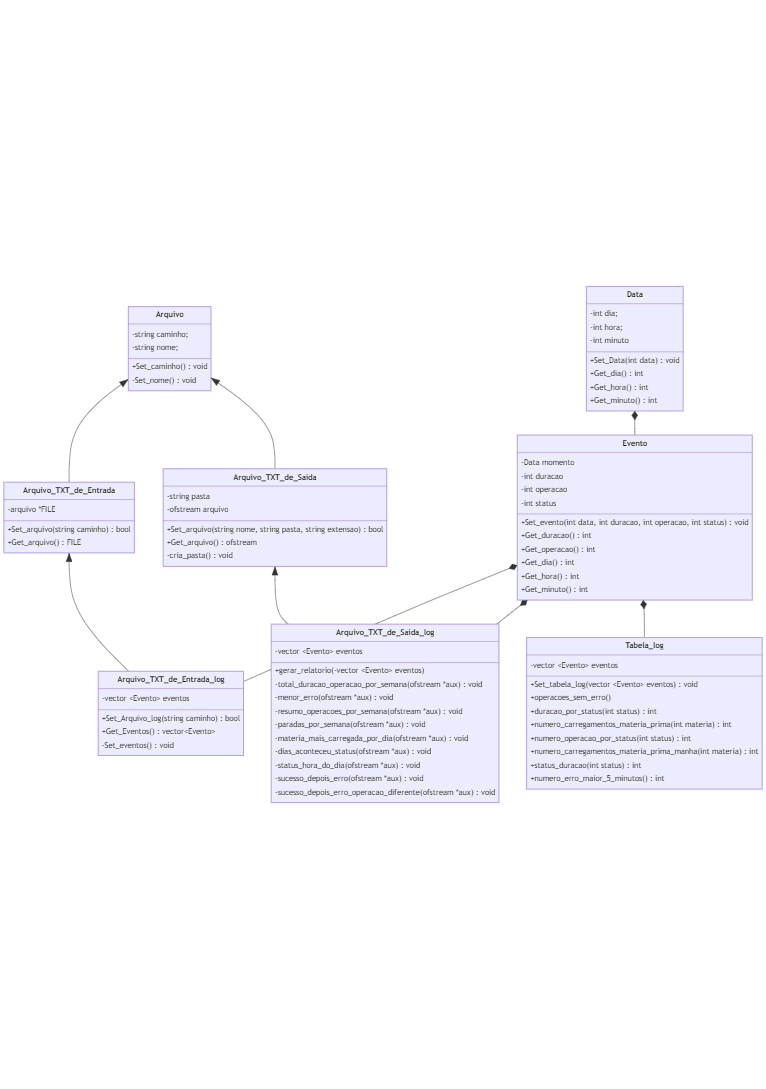 Data
-int dia;
-int hora;
-int minuto
+Set_Data(int data) : void
+Get_dia() : int
+Get_hora() : int
+Get_minuto() : int
Arquivo
-string caminho;
-string nome;
+Set_caminho() : void
-Set_nome() : void
Evento
-Data momento
-int duracao
-int operacao
-int status
+Set_evento(int data, int duracao, int operacao, int status) : void
+Get_duracao() : int
+Get_operacao() : int
+Get_dia() : int
+Get_hora() : int
+Get_minuto() : int
Arquivo_TXT_de_Entrada
-arquivo *FILE
+Set_arquivo(string caminho) : bool
+Get_arquivo() : FILE
Arquivo_TXT_de_Saida
-string pasta
-ofstream arquivo
+Set_arquivo(string nome, string pasta, string extensao) : bool
+Get_arquivo() : ofstream
-cria_pasta() : void
Arquivo_TXT_de_Entrada_log
-vector <Evento> eventos
+Set_Arquivo_log(string caminho) : bool
+Get_Eventos() : vector<Evento>
-Set_eventos() : void
Arquivo_TXT_de_Saida_log
-vector <Evento> eventos
+gerar_relatorio(-vector <Evento> eventos)
-total_duracao_operacao_por_semana(ofstream *aux) : void
-menor_erro(ofstream *aux) : void
-resumo_operacoes_por_semana(ofstream *aux) : void
-paradas_por_semana(ofstream *aux) : void
-materia_mais_carregada_por_dia(ofstream *aux) : void
-dias_aconteceu_status(ofstream *aux) : void
-status_hora_do_dia(ofstream *aux) : void
-sucesso_depois_erro(ofstream *aux) : void
-sucesso_depois_erro_operacao_diferente(ofstream *aux) : void
Tabela_log
-vector <Evento> eventos
+Set_tabela_log(vector <Evento> eventos) : void
+operacoes_sem_erro()
+duracao_por_status(int status) : int
+numero_carregamentos_materia_prima(int materia) : int
+numero_operacao_por_status(int status) : int
+numero_carregamentos_materia_prima_manha(int materia) : int
+status_duracao(int status) : int
+numero_erro_maior_5_minutos() : int